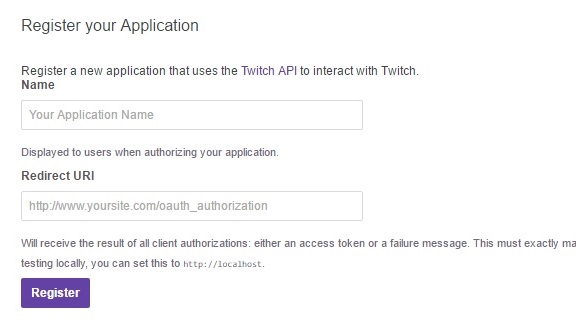 Register your Application
Register a new application that uses the Twitch API to interact with Twitch.
Name
Your Application Name
Displayed to users when authorizing your application.
Redirect URI
http://www.yoursite.com/oauth_authorization
Will receive the result of all client authorizations: either an access token or a failure message. This must exactly ma
testing locally, you can set this to http://localhost.
Register